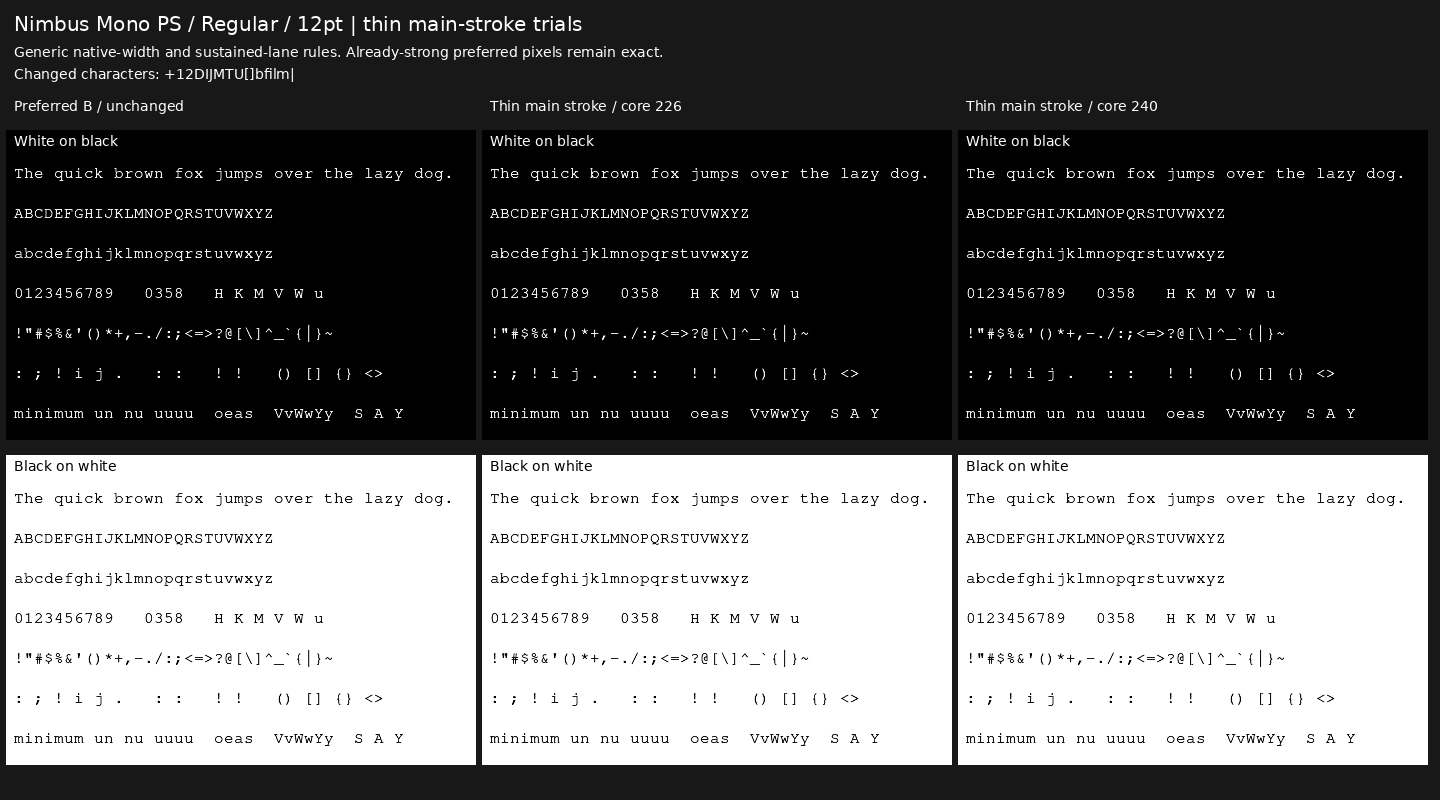 Nimbus Mono PS / Regular / 12pt | thin main-stroke trials
Generic native-width and sustained-lane rules. Already-strong preferred pixels remain exact.
Changed characters: +12DIJMTU[]bfilm|
Preferred B / unchanged
White on black
The quick brown fox jumps over the lazy dog.
ABCDEFGHIJKLMNOPQRSTUVWXYZ
abcdefghijklmnopqrstuvwxyz
0123456789   0358   H K M V W u
!"#$%&'()*+,-./:;<=>?@[\]^_`{|}~
: ; ! i j .   : :   ! !   () [] {} <>
minimum un nu uuuu  oeas  VvWwYy  S A Y
Black on white
The quick brown fox jumps over the lazy dog.
ABCDEFGHIJKLMNOPQRSTUVWXYZ
abcdefghijklmnopqrstuvwxyz
0123456789   0358   H K M V W u
!"#$%&'()*+,-./:;<=>?@[\]^_`{|}~
: ; ! i j .   : :   ! !   () [] {} <>
minimum un nu uuuu  oeas  VvWwYy  S A Y
Thin main stroke / core 226
White on black
The quick brown fox jumps over the lazy dog.
ABCDEFGHIJKLMNOPQRSTUVWXYZ
abcdefghijklmnopqrstuvwxyz
0123456789   0358   H K M V W u
!"#$%&'()*+,-./:;<=>?@[\]^_`{|}~
: ; ! i j .   : :   ! !   () [] {} <>
minimum un nu uuuu  oeas  VvWwYy  S A Y
Black on white
The quick brown fox jumps over the lazy dog.
ABCDEFGHIJKLMNOPQRSTUVWXYZ
abcdefghijklmnopqrstuvwxyz
0123456789   0358   H K M V W u
!"#$%&'()*+,-./:;<=>?@[\]^_`{|}~
: ; ! i j .   : :   ! !   () [] {} <>
minimum un nu uuuu  oeas  VvWwYy  S A Y
Thin main stroke / core 240
White on black
The quick brown fox jumps over the lazy dog.
ABCDEFGHIJKLMNOPQRSTUVWXYZ
abcdefghijklmnopqrstuvwxyz
0123456789   0358   H K M V W u
!"#$%&'()*+,-./:;<=>?@[\]^_`{|}~
: ; ! i j .   : :   ! !   () [] {} <>
minimum un nu uuuu  oeas  VvWwYy  S A Y
Black on white
The quick brown fox jumps over the lazy dog.
ABCDEFGHIJKLMNOPQRSTUVWXYZ
abcdefghijklmnopqrstuvwxyz
0123456789   0358   H K M V W u
!"#$%&'()*+,-./:;<=>?@[\]^_`{|}~
: ; ! i j .   : :   ! !   () [] {} <>
minimum un nu uuuu  oeas  VvWwYy  S A Y